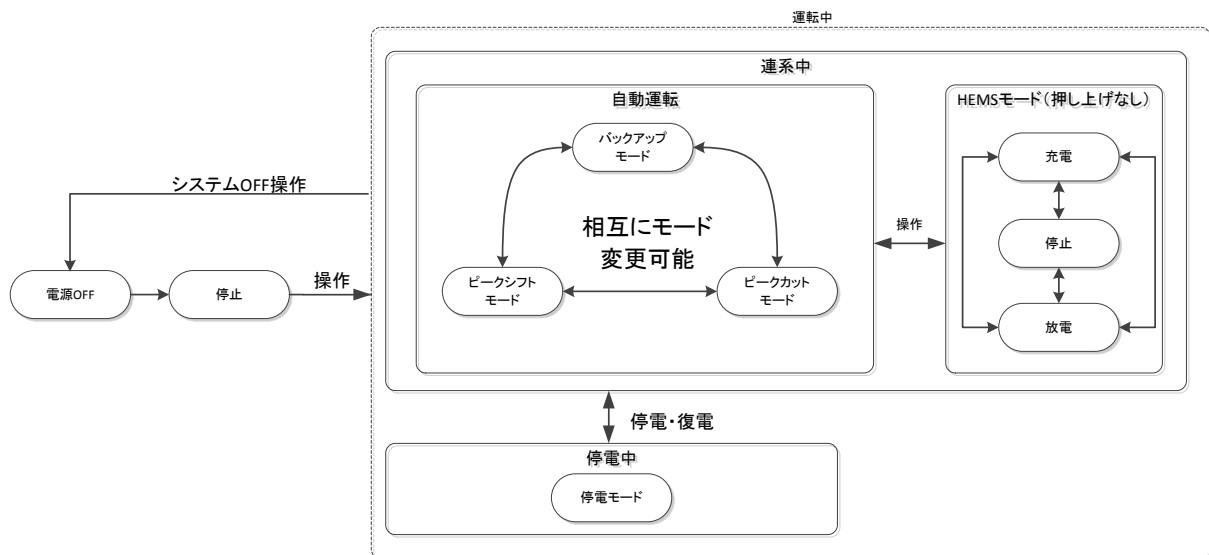 運転中
連系中
自動運転
HEMSモード(押し上げなし)
バックアップ
モード
充電
システムOFF操作
相互にモード
変更可能
操作
停止
電源OFF
停止
操作
ピークシフト
モード
ピークカット
モード
放電
停電・復電
停電中
停電モード